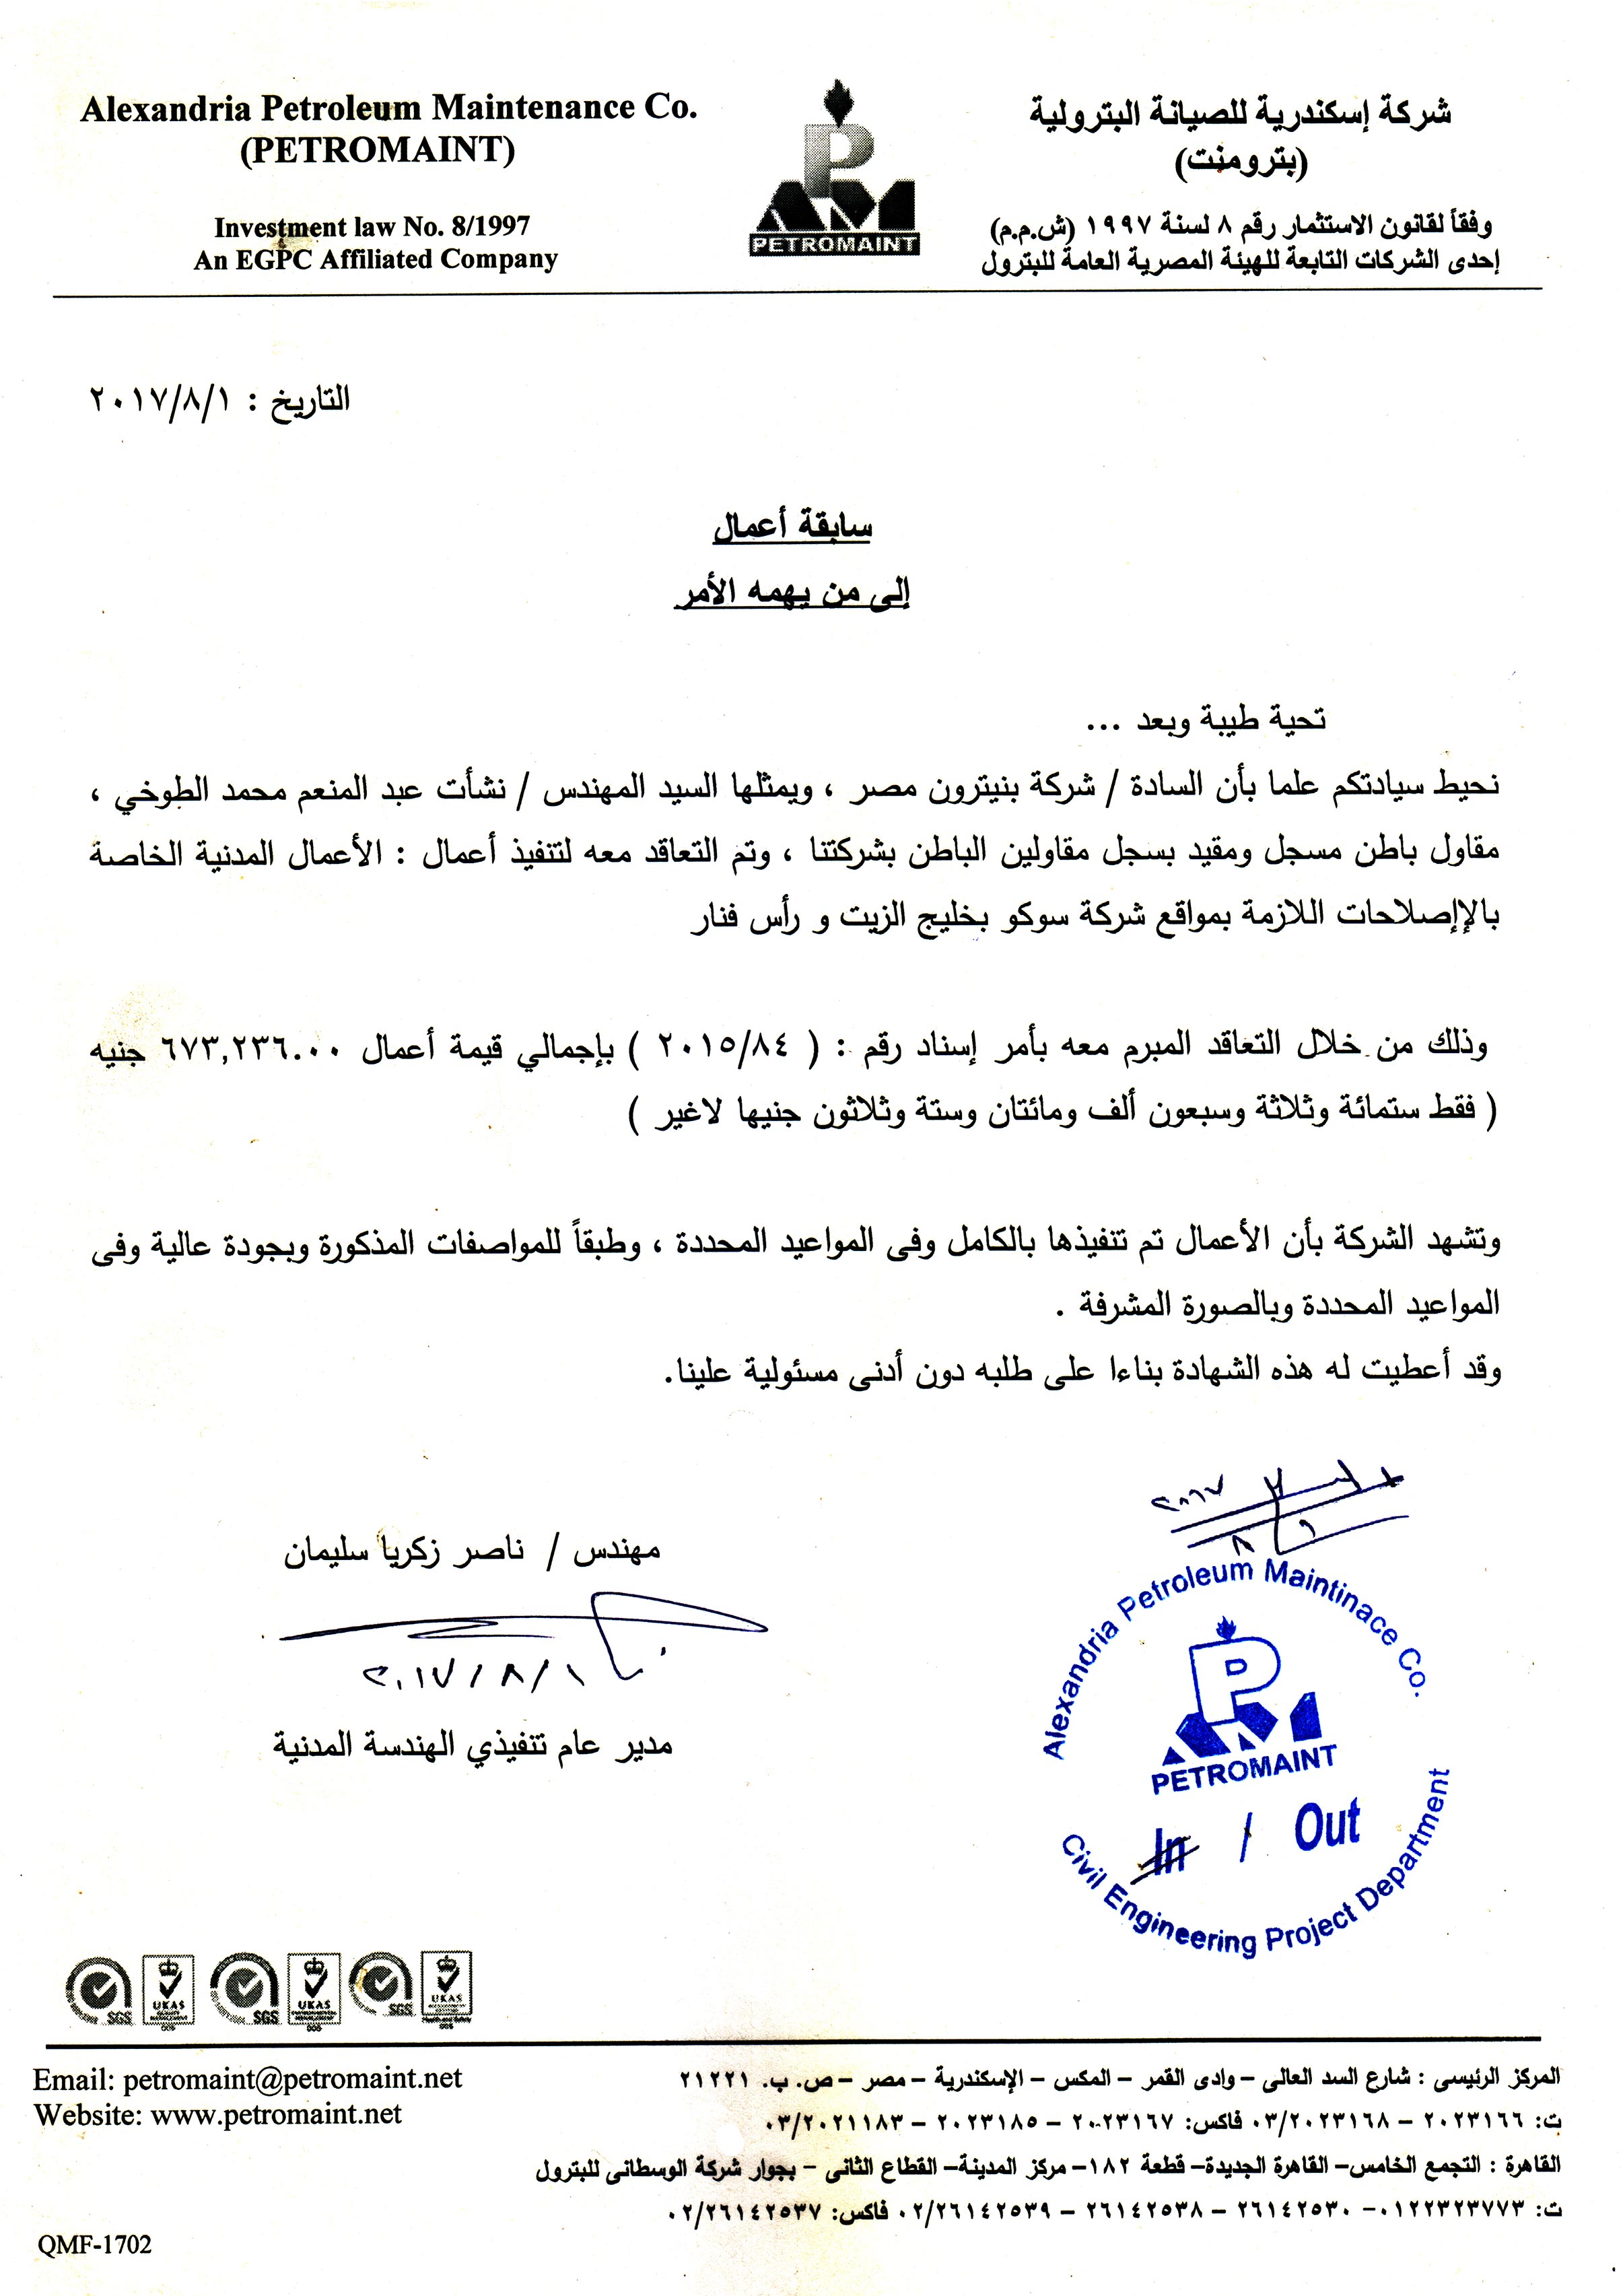 Alexandria Petroleum Maintenance Co.
(PETROMAINT)
Investment law No. 8/1997
An EGPC Affiliated Company
P
AM
PETROMAINT
شركة إسكندرية للصيانة البترولية
(بترومنت)
وفقاً لقانون الاستثمار رقم ٨ لسنة ١٩٩٧ (ش.م.م)
إحدى الشركات التابعة للهيئة المصرية العامة للبترول
التاريخ : ٢٠١٧/٨/١
سابقة أعمال
إلى من يهمه الأمر
تحية طيبة وبعد ...
نحيط سيادتكم علما بأن السادة / شركة بنيترون مصر ، ويمثلها السيد المهندس / نشأت عبد المنعم محمد الطوخي ،
مقاول باطن مسجل ومقيد بسجل مقاولين الباطن بشركتنا ، وتم التعاقد معه لتنفيذ أعمال : الأعمال المدنية الخاصة
بالإإصلاحات اللازمة بمواقع شركة سوكو بخليج الزيت و رأس فنار
وذلك من خلال التعاقد المبرم معه بأمر إسناد رقم : ( ٢٠١٥/٨٤ ) بإجمالي قيمة أعمال ٦٧٣,٢٣٦.٠٠ جنيه
( فقط ستمائة وثلاثة وسبعون ألف ومائتان وستة وثلاثون جنيها لاغير )
وتشهد الشركة بأن الأعمال تم تنفيذها بالكامل وفى المواعيد المحددة ، وطبقاً للمواصفات المذكورة وبجودة عالية وفى
المواعيد المحددة وبالصورة المشرفة .
وقد أعطيت له هذه الشهادة بناءا على طلبه دون أدنى مسئولية علينا.
مهندس / ناصر زكريا سليمان
٢٠١٧/٨/١
مدير عام تنفيذي الهندسة المدنية
Alexandria Petroleum Maintinace Co.
P
PETROMAINT
In / Out
Civil Engineering Project Department
SGS UKAS SGS UKAS SGS UKAS
Email: petromaint@petromaint.net
Website: www.petromaint.net
المركز الرئيسى : شارع السد العالى – وادى القمر – المكس – الإسكندرية – مصر – ص. ب. ٢١٢٢١
ت: ٢٠٢٣١٦٦ – ٠٣/٢٠٢٣١٦٨ فاكس: ٢٠٢٣١٦٧ – ٢٠٢٣١٨٥ – ٠٣/٢٠٢١١٨٣
القاهرة : التجمع الخامس– القاهرة الجديدة– قطعة ١٨٢– مركز المدينة– القطاع الثانى – بجوار شركة الوسطانى للبترول
ت: ٠١٢٢٣٢٣٧٧٣– ٢٦١٤٢٥٣٠ – ٢٦١٤٢٥٣٨ – ٠٢/٢٦١٤٢٥٣٩ فاكس: ٠٢/٢٦١٤٢٥٣٧
QMF-1702